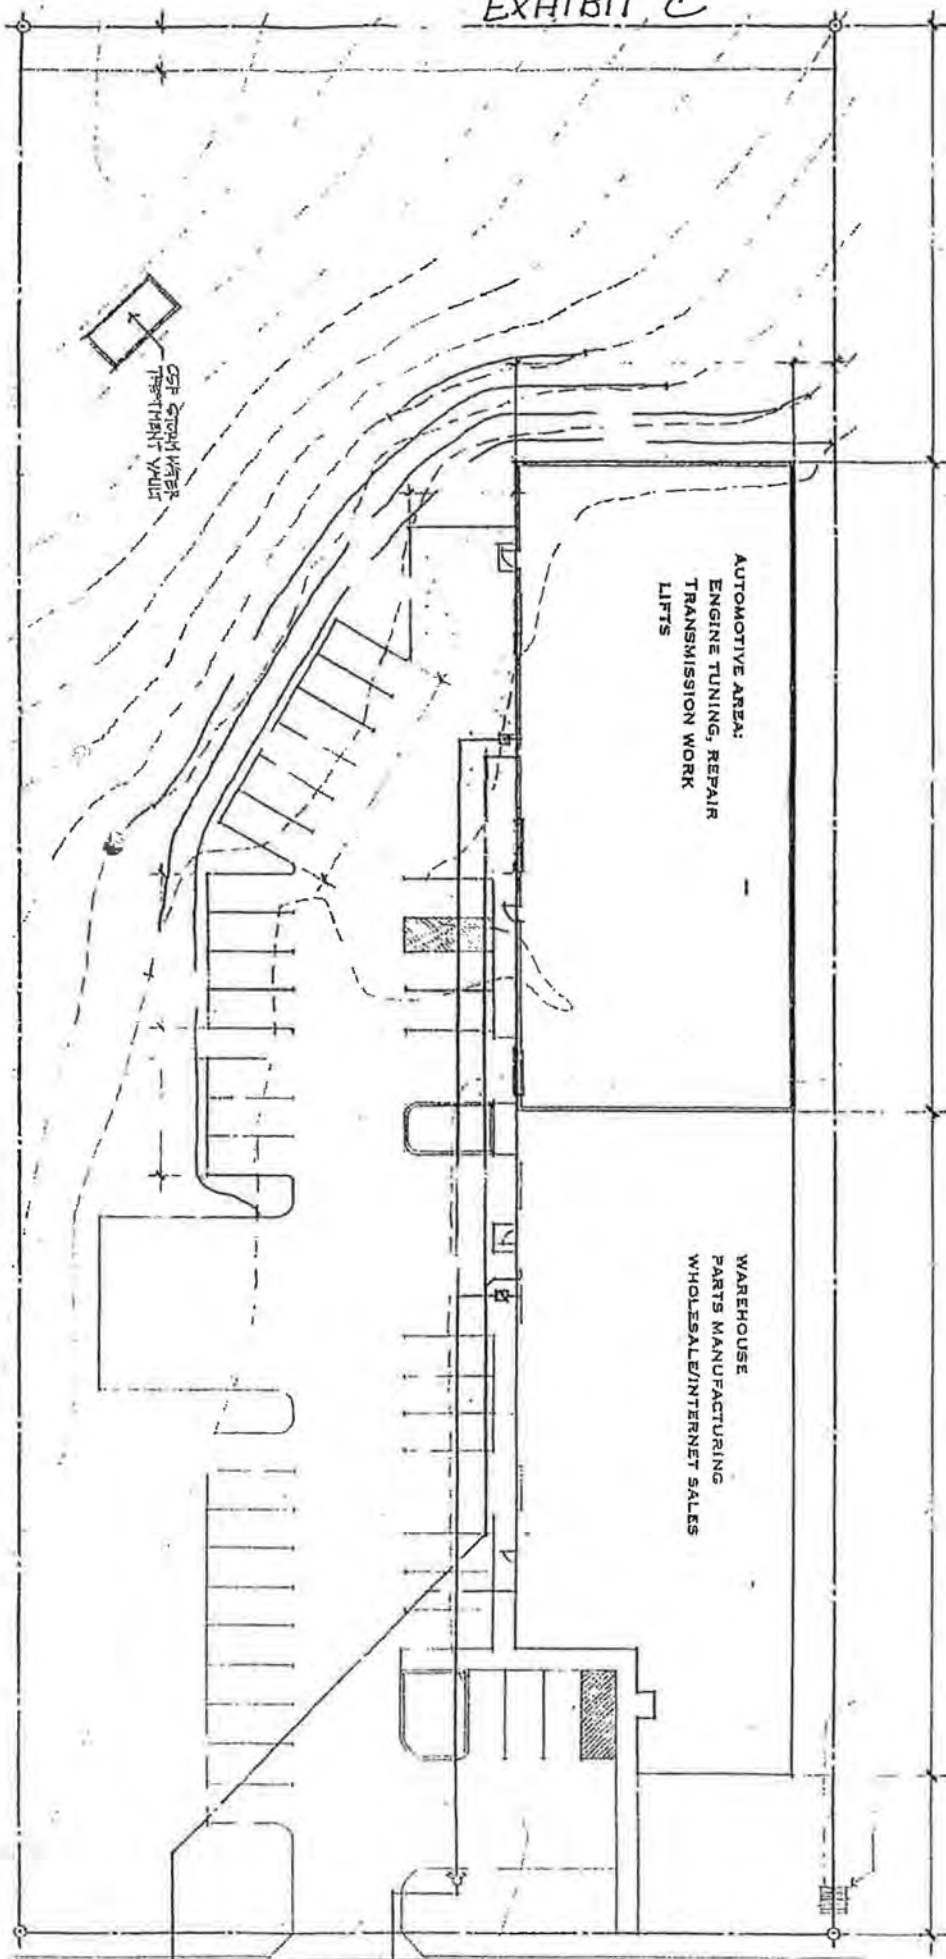 EXHIBIT C
CSF STORM WATER
TREATMENT VAULT
AUTOMOTIVE AREA:
ENGINE TUNING, REPAIR
TRANSMISSION WORK
LIFTS
WAREHOUSE
PARTS MANUFACTURING
WHOLESALE/INTERNET SALES